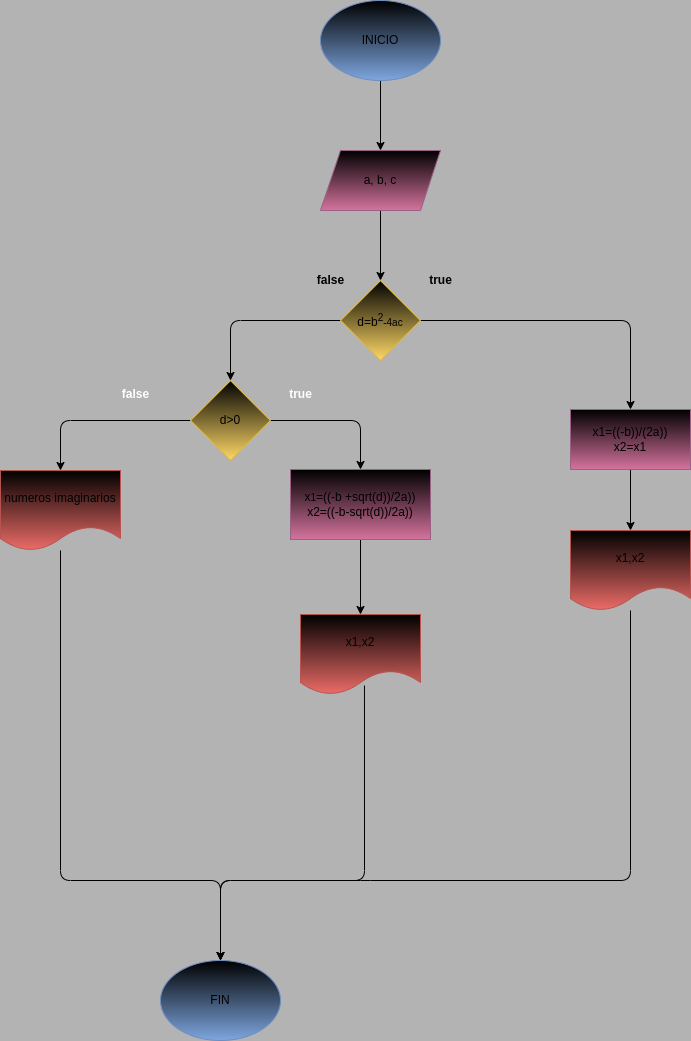 INICIO
a, b, c
false
true
d=b²-4ac
false
true
d>0
x1=((-b))/(2a))
x2=x1
numeros imaginarios
x1=((-b +sqrt(d))/2a))
x2=((-b-sqrt(d))/2a))
x1,x2
x1,x2
FIN